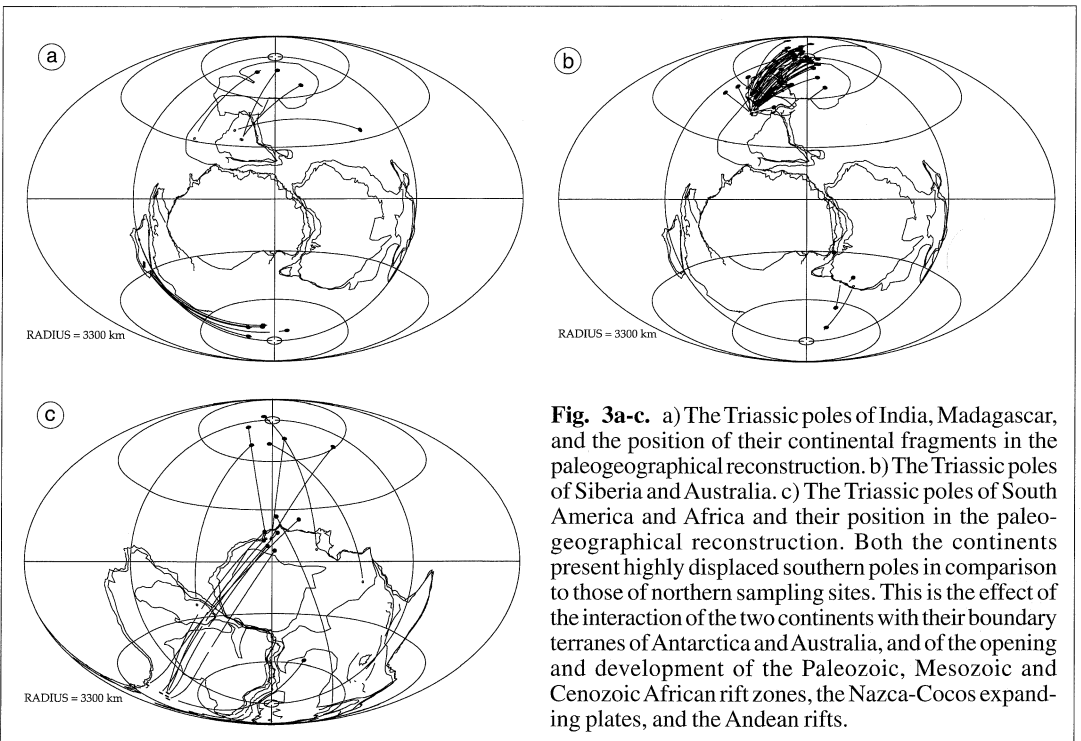 a
b
RADIUS = 3300 km
RADIUS = 3300 km
c
RADIUS = 3300 km
Fig. 3a-c. a) The Triassic poles of India, Madagascar,
and the position of their continental fragments in the
paleogeographical reconstruction. b) The Triassic poles
of Siberia and Australia. c) The Triassic poles of South
America and Africa and their position in the paleo-
geographical reconstruction. Both the continents
present highly displaced southern poles in comparison
to those of northern sampling sites. This is the effect of
the interaction of the two continents with their boundary
terranes of Antarctica and Australia, and of the opening
and development of the Paleozoic, Mesozoic and
Cenozoic African rift zones, the Nazca-Cocos expand-
ing plates, and the Andean rifts.